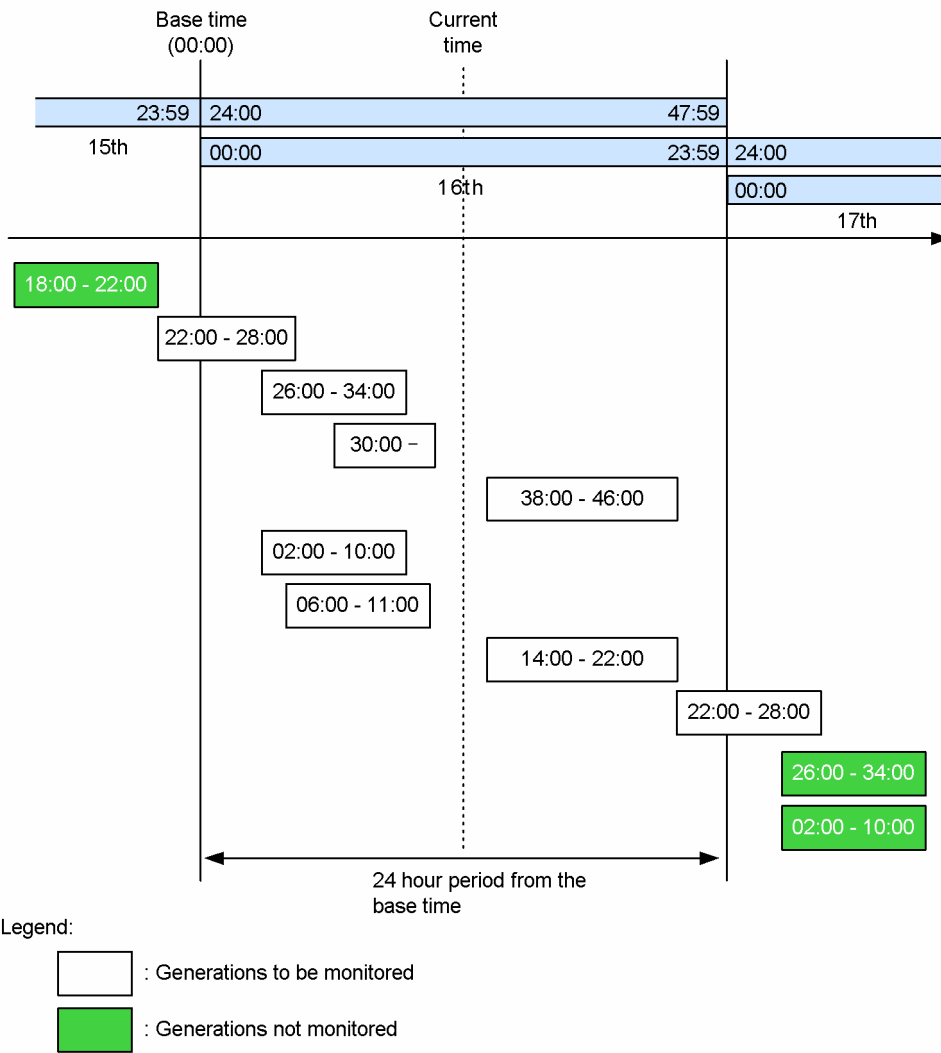 Base time
(00:00)
Current
time
23:59
24:00
47:59
15th
00:00
23:59
24:00
16th
00:00
17th
18:00 - 22:00
22:00 - 28:00
26:00 - 34:00
30:00 -
38:00 - 46:00
02:00 - 10:00
06:00 - 11:00
14:00 - 22:00
22:00 - 28:00
26:00 - 34:00
02:00 - 10:00
24 hour period from the
base time
Legend:
: Generations to be monitored
: Generations not monitored